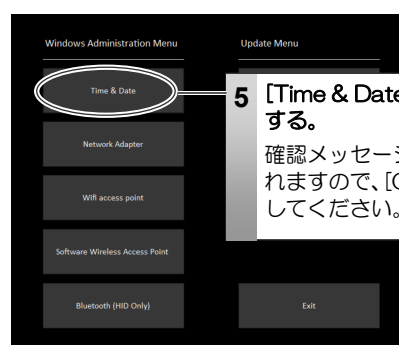 Windows Administration Menu
Update Menu
Time & Date
Network Adapter
Wifi access point
Software Wireless Access Point
Bluetooth (HID Only)
Exit
5 [Time & Date
する。
確認メッセージ
れますので、[O
してください。